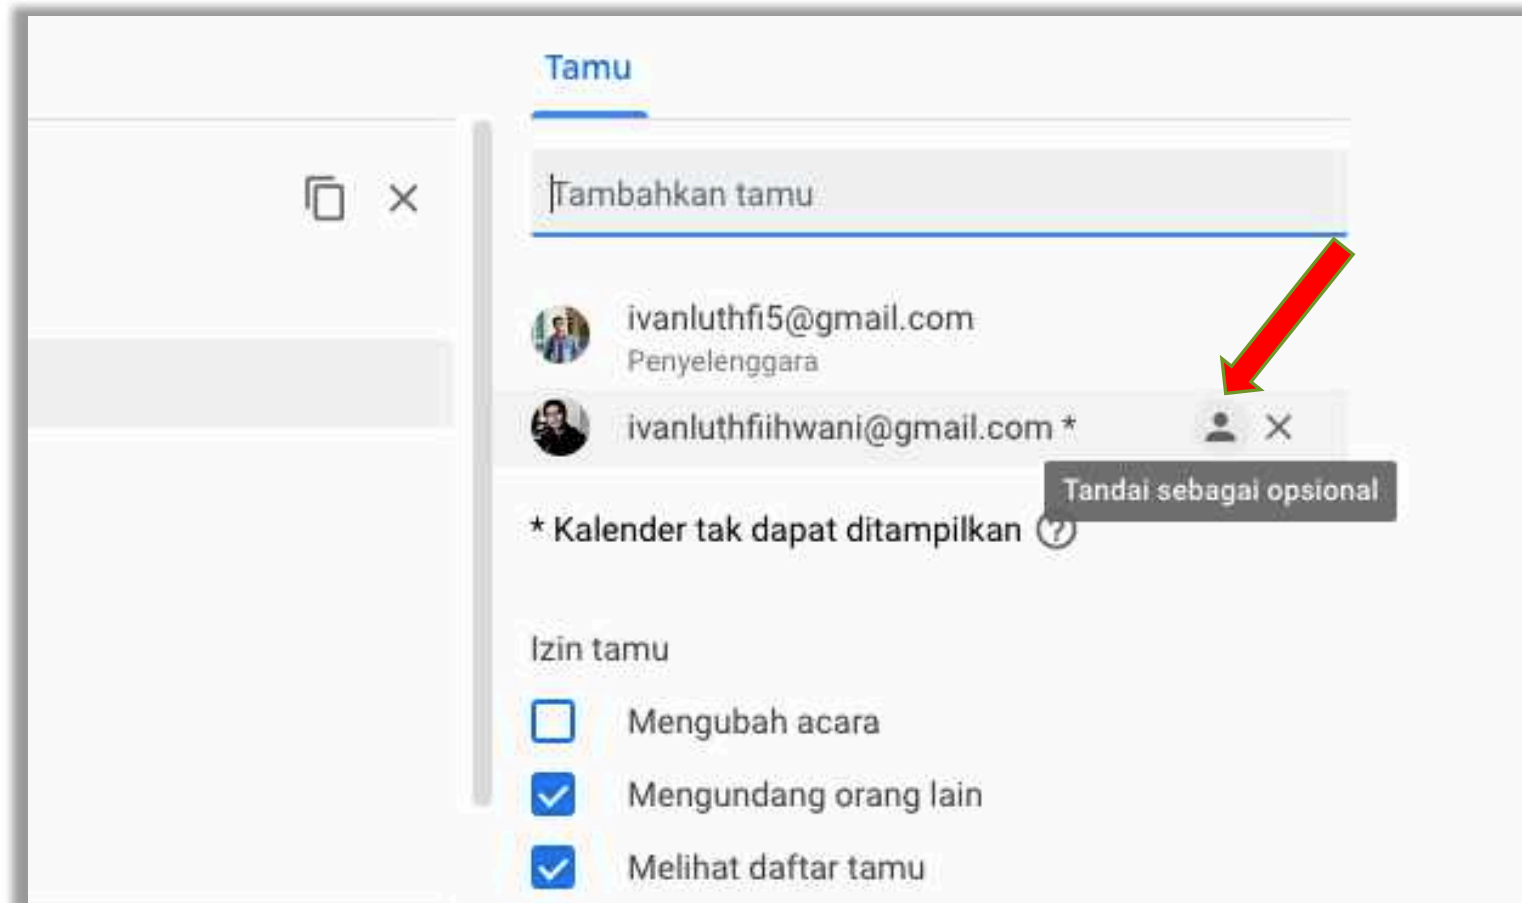 Tamu
Tambahkan tamu
ivanluthfi5@gmail.com
Penyelenggara
ivanluthfiihwani@gmail.com *
Tandai sebagai opsional
* Kalender tak dapat ditampilkan
Izin tamu
Mengubah acara
Mengundang orang lain
Melihat daftar tamu